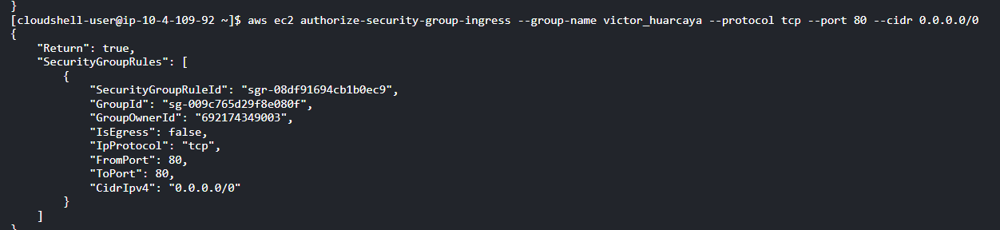 }
[cloudshell-user@ip-10-4-109-92 ~]$ aws ec2 authorize-security-group-ingress --group-name victor_huarcaya --protocol tcp --port 80 --cidr 0.0.0.0/0
{
    "Return": true,
    "SecurityGroupRules": [
        {
            "SecurityGroupRuleId": "sgr-08df91694cb1b0ec9",
            "GroupId": "sg-009c765d29f8e080f",
            "GroupOwnerId": "692174349003",
            "IsEgress": false,
            "IpProtocol": "tcp",
            "FromPort": 80,
            "ToPort": 80,
            "CidrIpv4": "0.0.0.0/0"
        }
    ]
}